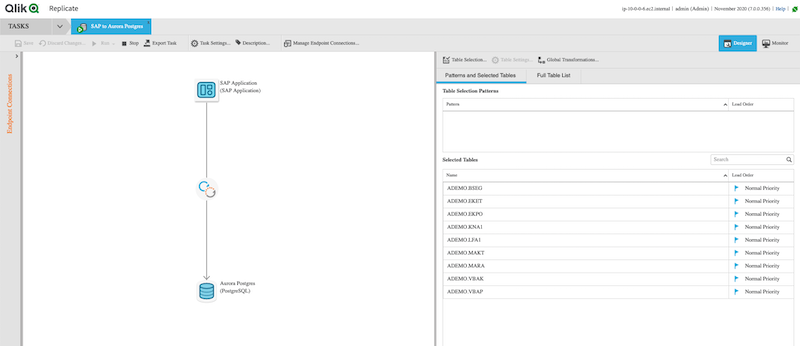 Qlik Replicate
ip-10-0-0-6.ec2.internal | admin (Admin) | November 2020 (7.0.0.356) | Help |
TASKS SAP to Aurora Postgres
Save Discard Changes... Run ... Stop Export Task Task Settings... Description... Manage Endpoint Connections... Designer Monitor
Endpoint Connections
SAP Application
(SAP Application)
Aurora Postgres
(PostgreSQL)
Table Selection... Table Settings... Global Transformations...
Patterns and Selected Tables Full Table List
Table Selection Patterns
Pattern Load Order
Selected Tables Search
Name Load Order
ADEMO.BSEG Normal Priority
ADEMO.EKET Normal Priority
ADEMO.EKPO Normal Priority
ADEMO.KNA1 Normal Priority
ADEMO.LFA1 Normal Priority
ADEMO.MAKT Normal Priority
ADEMO.MARA Normal Priority
ADEMO.VBAK Normal Priority
ADEMO.VBAP Normal Priority